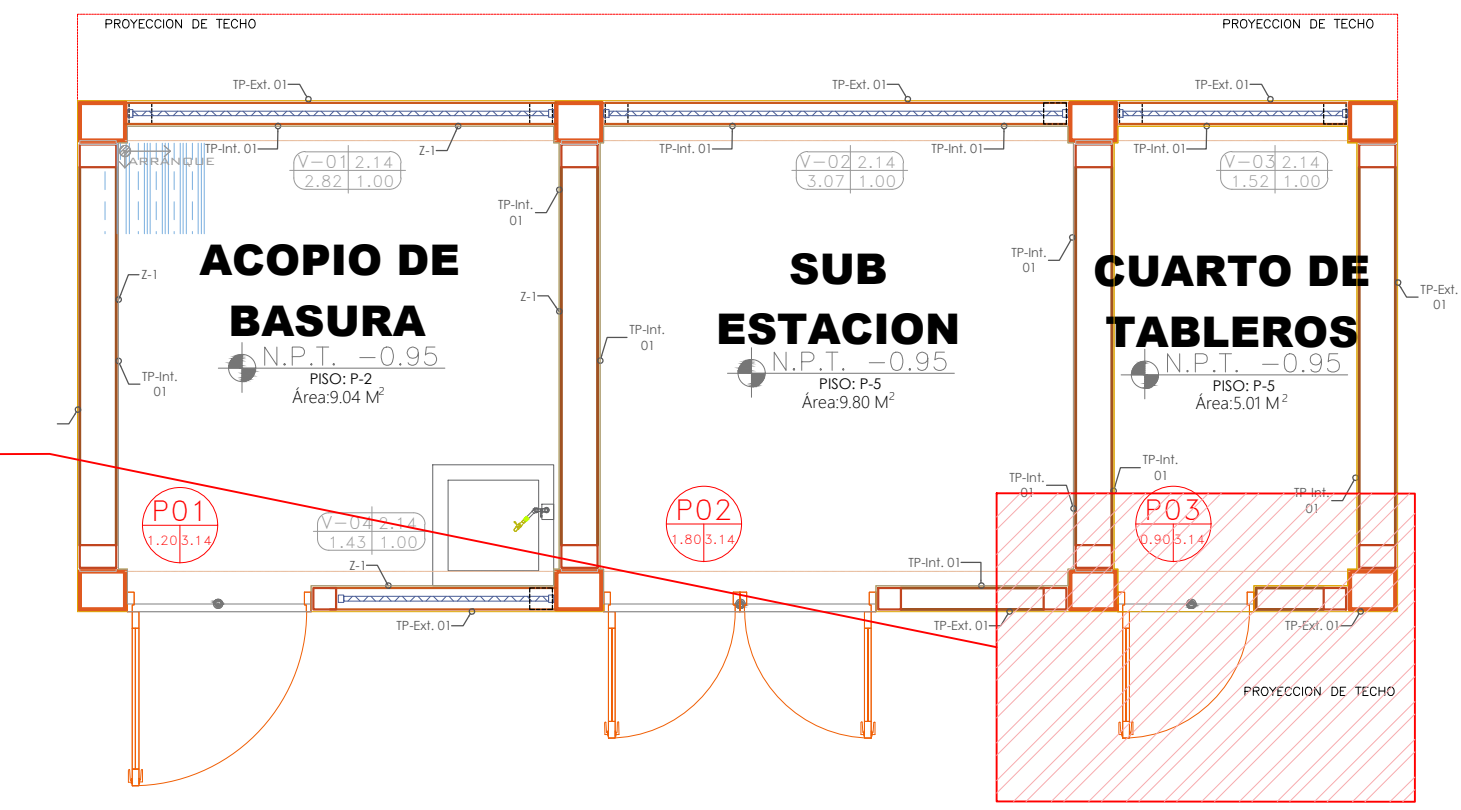 PROYECCION DE TECHO
PROYECCION DE TECHO
TP-Ext. 01
TP-Ext. 01
TP-Ext. 01
TP-Int. 01
Z-1
TP-Int. 01
TP-Int. 01
TP-Int. 01
ARRANQUE
V-01 2.14
2.82 1.00
V-02 2.14
3.07 1.00
V-03 2.14
1.52 1.00
TP-Int.
01
TP-Int.
01
ACOPIO DE
BASURA
SUB
ESTACION
CUARTO DE
TABLEROS
Z-1
Z-1
TP-Ext.
01
TP-Int.
01
N.P.T. -0.95
PISO: P-2
Área:9.04 M²
N.P.T. -0.95
PISO: P-5
Área:9.80 M²
N.P.T. -0.95
PISO: P-5
Área:5.01 M²
TP-Int.
01
TP-Int.
01
TP-Int.
01
TP-Int.
01
P01
1.20 3.14
V-04 2.14
1.43 1.00
P02
1.80 3.14
P03
0.90 3.14
Z-1
TP-Int. 01
TP-Ext. 01
TP-Ext. 01
TP-Ext. 01
PROYECCION DE TECHO